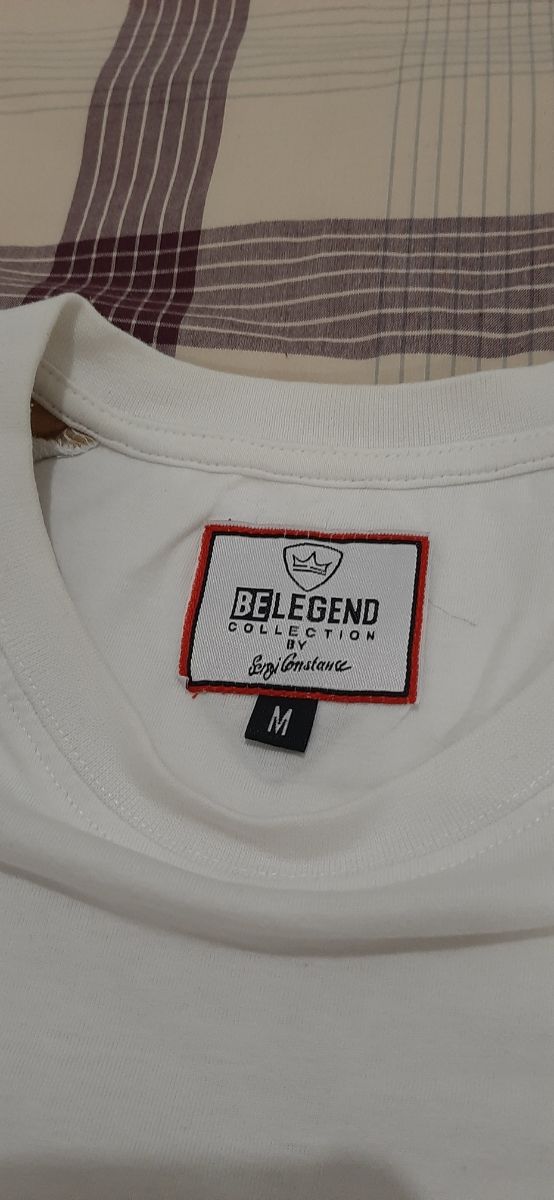 BELEGEND
COLLECTION
BY
Sergi Constance
M